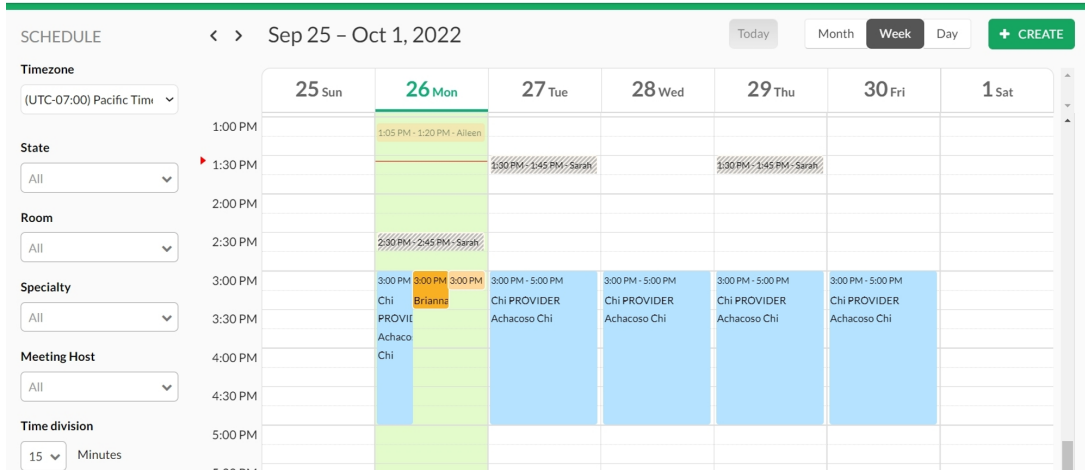 SCHEDULE
Sep 25 – Oct 1, 2022
Today
Month
Week
Day
+ CREATE
Timezone
(UTC-07:00) Pacific Time
State
All
Room
All
Specialty
All
Meeting Host
All
Time division
15
Minutes
25 Sun
26 Mon
27 Tue
28 Wed
29 Thu
30 Fri
1 Sat
1:00 PM
1:05 PM - 1:20 PM - Aileen
1:30 PM
1:30 PM - 1:45 PM - Sarah
1:30 PM - 1:45 PM - Sarah
2:00 PM
2:30 PM
2:30 PM - 2:45 PM - Sarah
3:00 PM
3:00 PM
Chi
PROVID
Achaco
Chi
3:00 PM
Brianna
3:00 PM
3:00 PM - 5:00 PM
Chi PROVIDER
Achacoso Chi
3:00 PM - 5:00 PM
Chi PROVIDER
Achacoso Chi
3:00 PM - 5:00 PM
Chi PROVIDER
Achacoso Chi
3:00 PM - 5:00 PM
Chi PROVIDER
Achacoso Chi
3:30 PM
4:00 PM
4:30 PM
5:00 PM